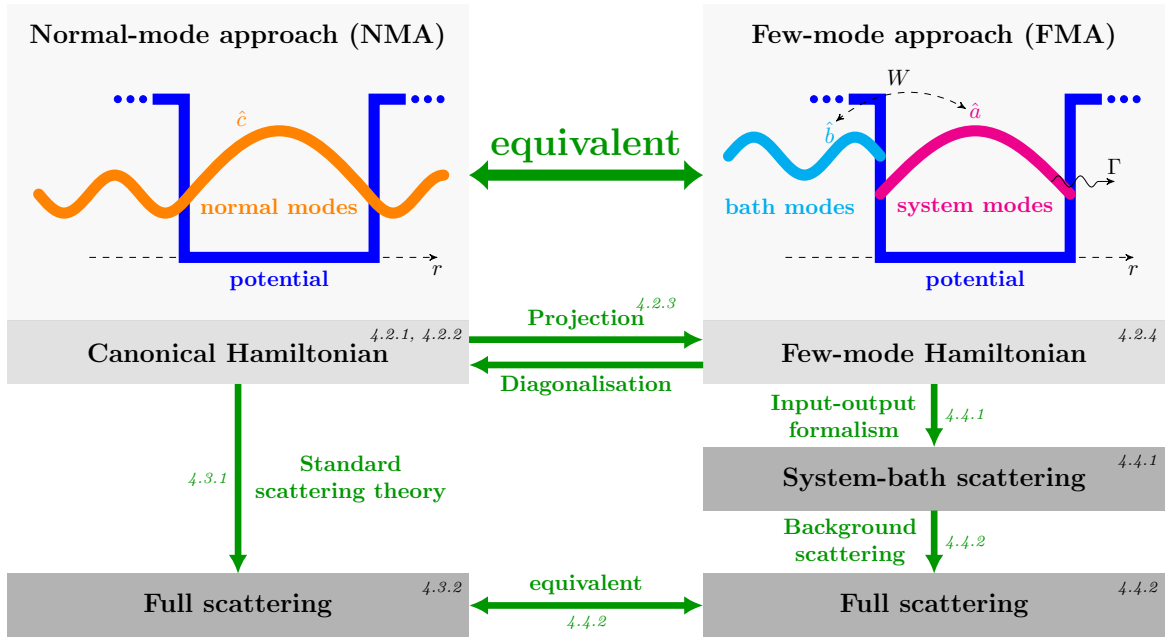 Normal-mode approach (NMA)
ĉ
normal modes
r
potential
equivalent
Few-mode approach (FMA)
W
b̂
â
Γ
bath modes
system modes
r
potential
4.2.1, 4.2.2
Canonical Hamiltonian
4.2.3
Projection
Diagonalisation
4.2.4
Few-mode Hamiltonian
Input-output
formalism
4.4.1
4.3.1
Standard
scattering theory
4.4.1
System-bath scattering
Background
scattering
4.4.2
4.3.2
Full scattering
equivalent
4.4.2
4.4.2
Full scattering